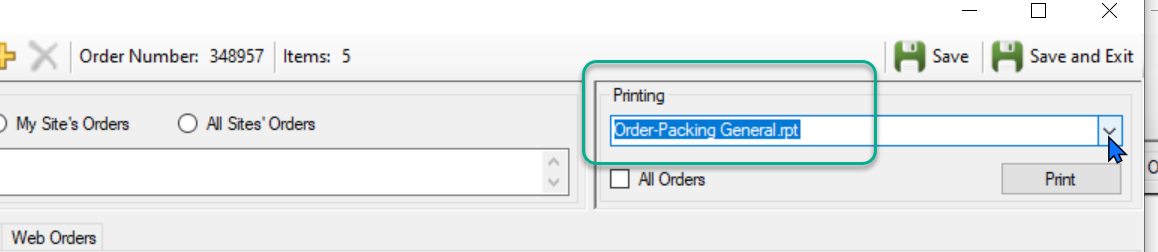 Order Number: 348957 Items: 5 Save Save and Exit
Printing
My Site's Orders All Sites' Orders
Order-Packing General.rpt
All Orders Print
Web Orders